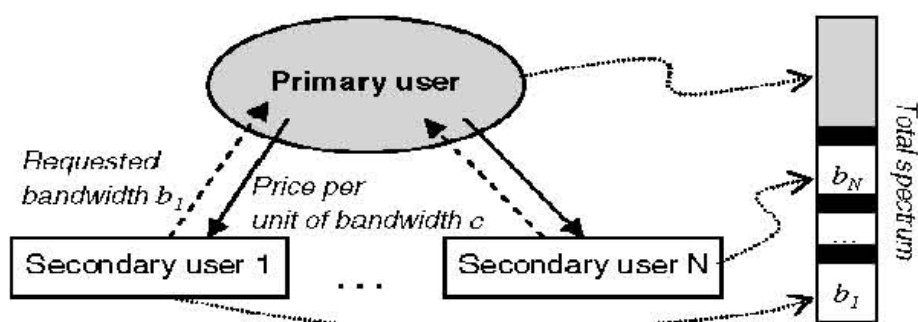 Primary user
Requested
bandwidth b1
Price per
unit of bandwidth c
Secondary user 1
...
Secondary user N
Total spectrum
bN
...
b1